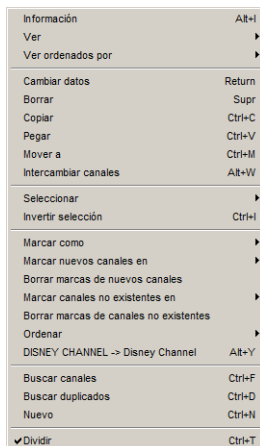 Información Alt+I
Ver
Ver ordenados por
Cambiar datos Return
Borrar Supr
Copiar Ctrl+C
Pegar Ctrl+V
Mover a Ctrl+M
Intercambiar canales Alt+W
Seleccionar
Invertir selección Ctrl+I
Marcar como
Marcar nuevos canales en
Borrar marcas de nuevos canales
Marcar canales no existentes en
Borrar marcas de canales no existentes
Ordenar
DISNEY CHANNEL -> Disney Channel Alt+Y
Buscar canales Ctrl+F
Buscar duplicados Ctrl+D
Nuevo Ctrl+N
Dividir Ctrl+T